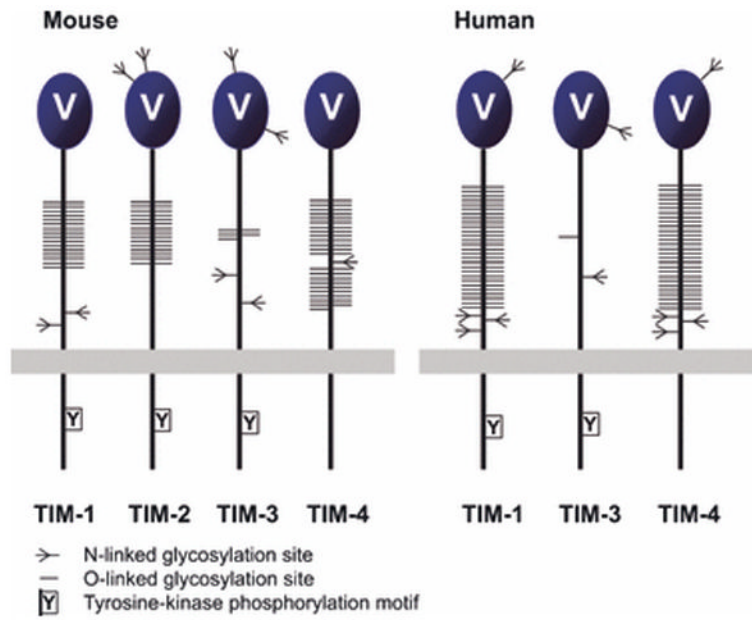 Mouse Human
V V V V V V V
Y Y Y Y Y
TIM-1 TIM-2 TIM-3 TIM-4 TIM-1 TIM-3 TIM-4
N-linked glycosylation site
O-linked glycosylation site
Y Tyrosine-kinase phosphorylation motif